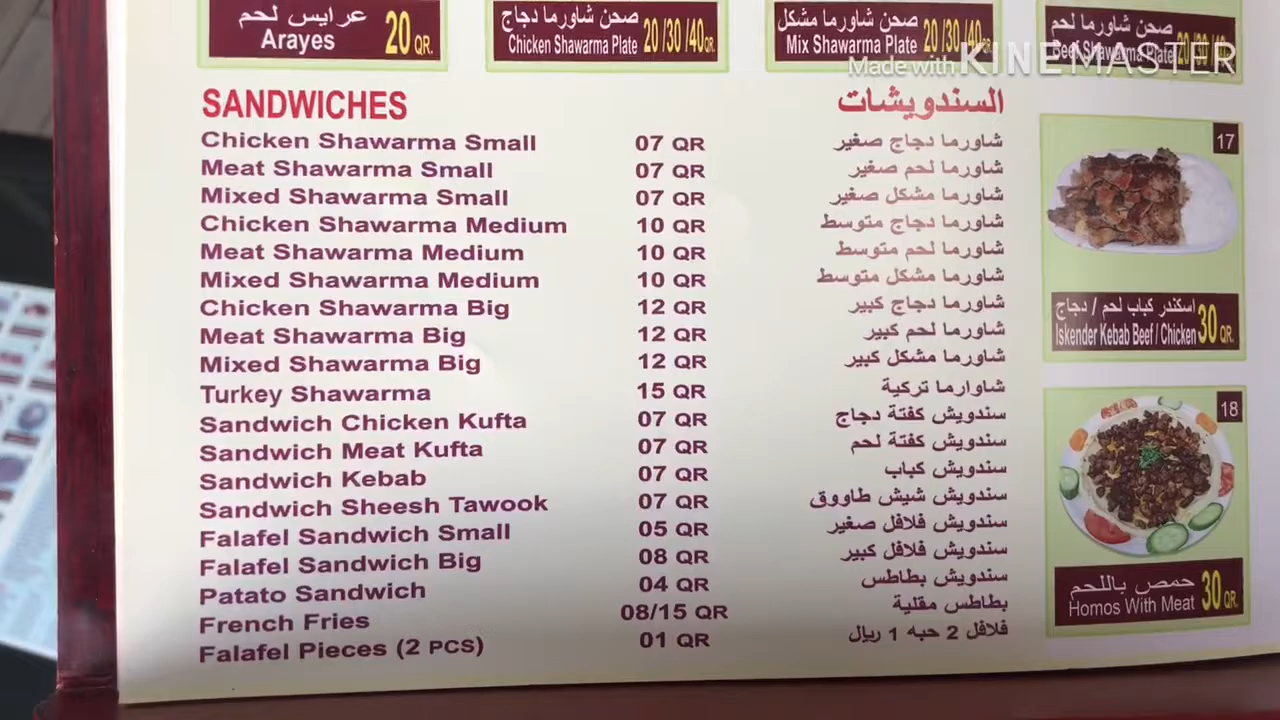 عرايس لحم
Arayes 20 QR.
صحن شاورما دجاج
Chicken Shawarma Plate 20/30/40 QR.
صحن شاورما مشكل
Mix Shawarma Plate 20/30/40 QR.
صحن شاورما لحم
Beef Shawarma Plate 20/30/40
Made with KINEMASTER
SANDWICHES السندويشات
Chicken Shawarma Small 07 QR شاورما دجاج صغير
Meat Shawarma Small 07 QR شاورما لحم صغير
Mixed Shawarma Small 07 QR شاورما مشكل صغير
Chicken Shawarma Medium 10 QR شاورما دجاج متوسط
Meat Shawarma Medium 10 QR شاورما لحم متوسط
Mixed Shawarma Medium 10 QR شاورما مشكل متوسط
Chicken Shawarma Big 12 QR شاورما دجاج كبير
Meat Shawarma Big 12 QR شاورما لحم كبير
Mixed Shawarma Big 12 QR شاورما مشكل كبير
Turkey Shawarma 15 QR شاوارما تركية
Sandwich Chicken Kufta 07 QR سندويش كفتة دجاج
Sandwich Meat Kufta 07 QR سندويش كفتة لحم
Sandwich Kebab 07 QR سندويش كباب
Sandwich Sheesh Tawook 07 QR سندويش شيش طاووق
Falafel Sandwich Small 05 QR سندويش فلافل صغير
Falafel Sandwich Big 08 QR سندويش فلافل كبير
Patato Sandwich 04 QR سندويش بطاطس
French Fries 08/15 QR بطاطس مقلية
Falafel Pieces (2 PCS) 01 QR فلافل 2 حبه 1 ريال
17
اسكندر كباب لحم / دجاج
Iskender Kebab Beef / Chicken 30 QR.
18
حمص باللحم
Homos With Meat 30 QR.